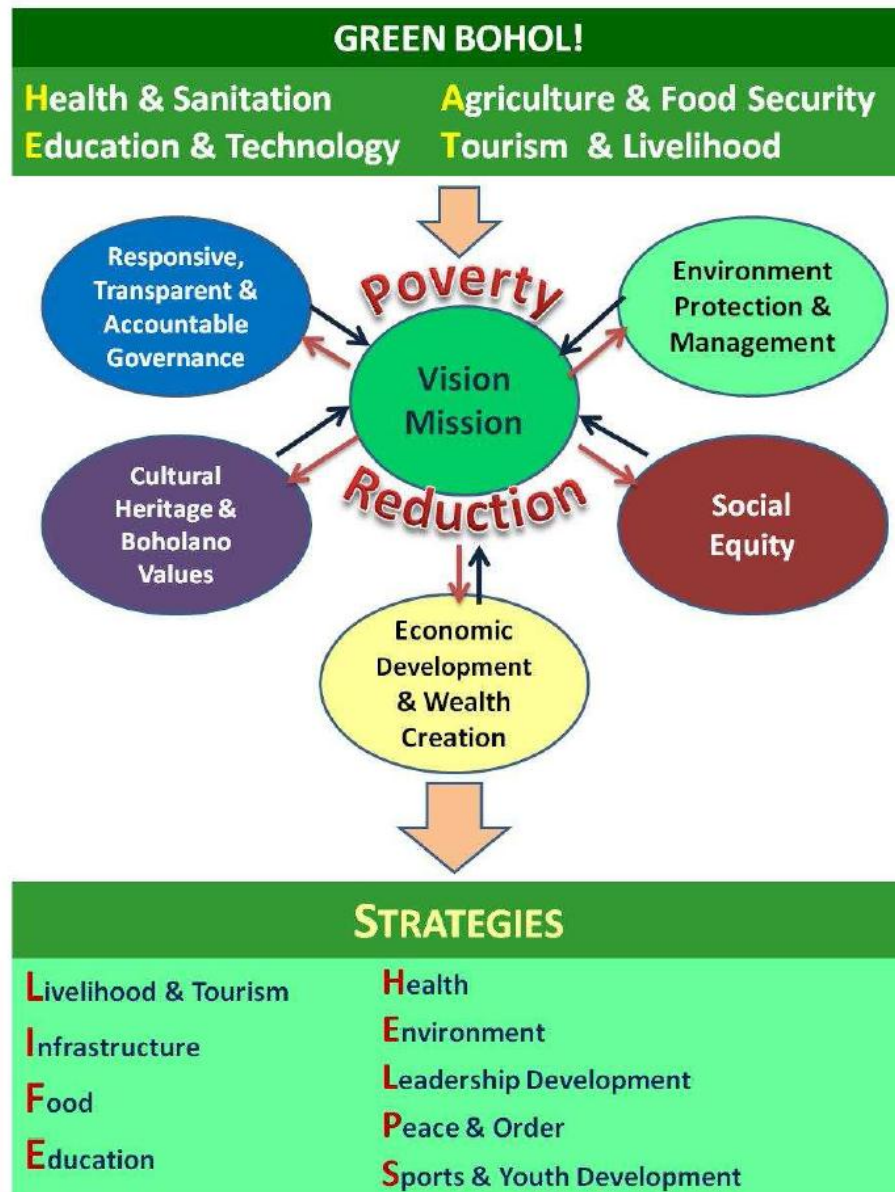 GREEN BOHOL!
Health & Sanitation
Agriculture & Food Security
Education & Technology
Tourism & Livelihood
Responsive,
Transparent &
Accountable
Governance
Poverty
Environment
Protection &
Management
Vision
Mission
Cultural
Heritage &
Boholano
Values
Reduction
Social
Equity
Economic
Development
& Wealth
Creation
STRATEGIES
Livelihood & Tourism
Infrastructure
Food
Education
Health
Environment
Leadership Development
Peace & Order
Sports & Youth Development